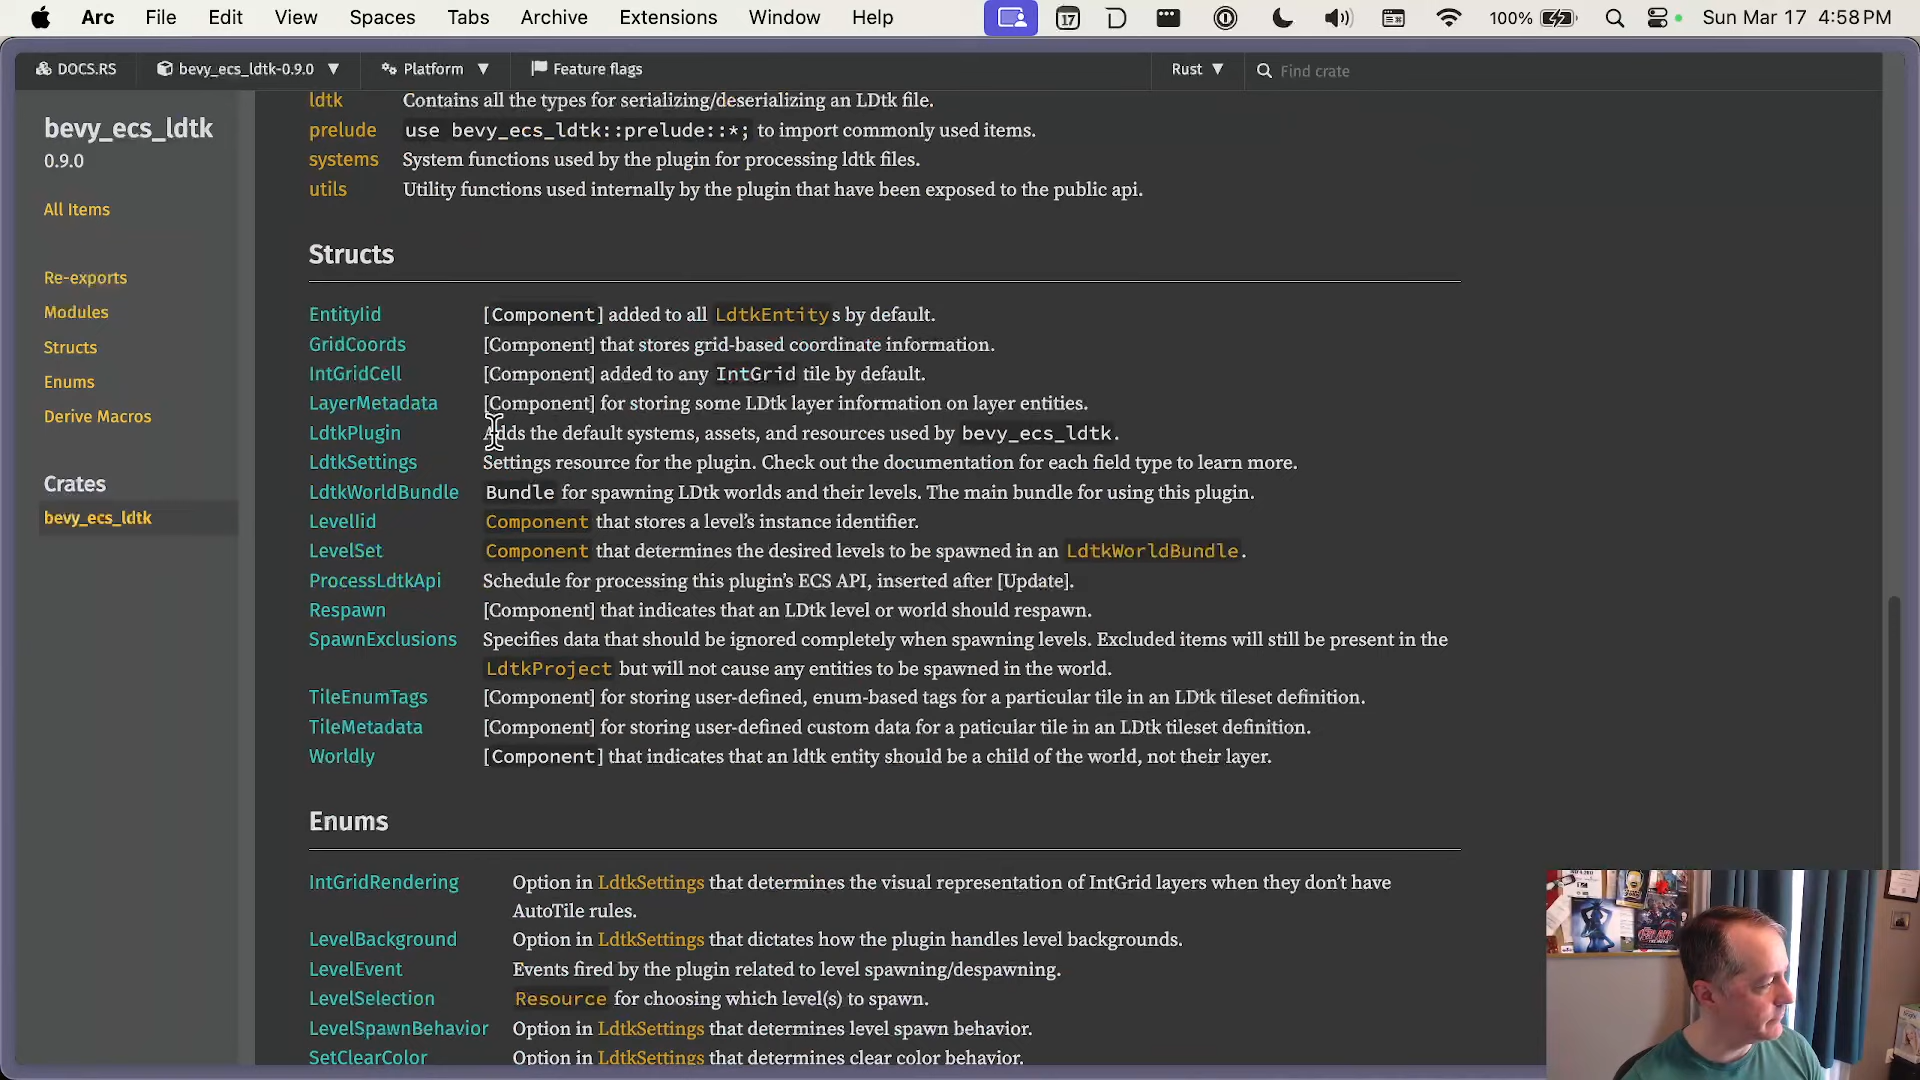 Arc File Edit View Spaces Tabs Archive Extensions Window Help 17 100% Sun Mar 17 4:58 PM
DOCS.RS bevy_ecs_ldtk-0.9.0 ▼ Platform ▼ Feature flags Rust ▼ Find crate
bevy_ecs_ldtk
0.9.0
All Items
Re-exports
Modules
Structs
Enums
Derive Macros
Crates
bevy_ecs_ldtk
ldtk Contains all the types for serializing/deserializing an LDtk file.
prelude use bevy_ecs_ldtk::prelude::*; to import commonly used items.
systems System functions used by the plugin for processing ldtk files.
utils Utility functions used internally by the plugin that have been exposed to the public api.
Structs
EntityIid [Component] added to all LdtkEntitys by default.
GridCoords [Component] that stores grid-based coordinate information.
IntGridCell [Component] added to any IntGrid tile by default.
LayerMetadata [Component] for storing some LDtk layer information on layer entities.
LdtkPlugin Adds the default systems, assets, and resources used by bevy_ecs_ldtk.
LdtkSettings Settings resource for the plugin. Check out the documentation for each field type to learn more.
LdtkWorldBundle Bundle for spawning LDtk worlds and their levels. The main bundle for using this plugin.
LevelIid Component that stores a level’s instance identifier.
LevelSet Component that determines the desired levels to be spawned in an LdtkWorldBundle.
ProcessLdtkApi Schedule for processing this plugin’s ECS API, inserted after [Update].
Respawn [Component] that indicates that an LDtk level or world should respawn.
SpawnExclusions Specifies data that should be ignored completely when spawning levels. Excluded items will still be present in the
LdtkProject but will not cause any entities to be spawned in the world.
TileEnumTags [Component] for storing user-defined, enum-based tags for a particular tile in an LDtk tileset definition.
TileMetadata [Component] for storing user-defined custom data for a paticular tile in an LDtk tileset definition.
Worldly [Component] that indicates that an ldtk entity should be a child of the world, not their layer.
Enums
IntGridRendering Option in LdtkSettings that determines the visual representation of IntGrid layers when they don’t have
AutoTile rules.
LevelBackground Option in LdtkSettings that dictates how the plugin handles level backgrounds.
LevelEvent Events fired by the plugin related to level spawning/despawning.
LevelSelection Resource for choosing which level(s) to spawn.
LevelSpawnBehavior Option in LdtkSettings that determines level spawn behavior.
SetClearColor Option in LdtkSettings that determines clear color behavior.